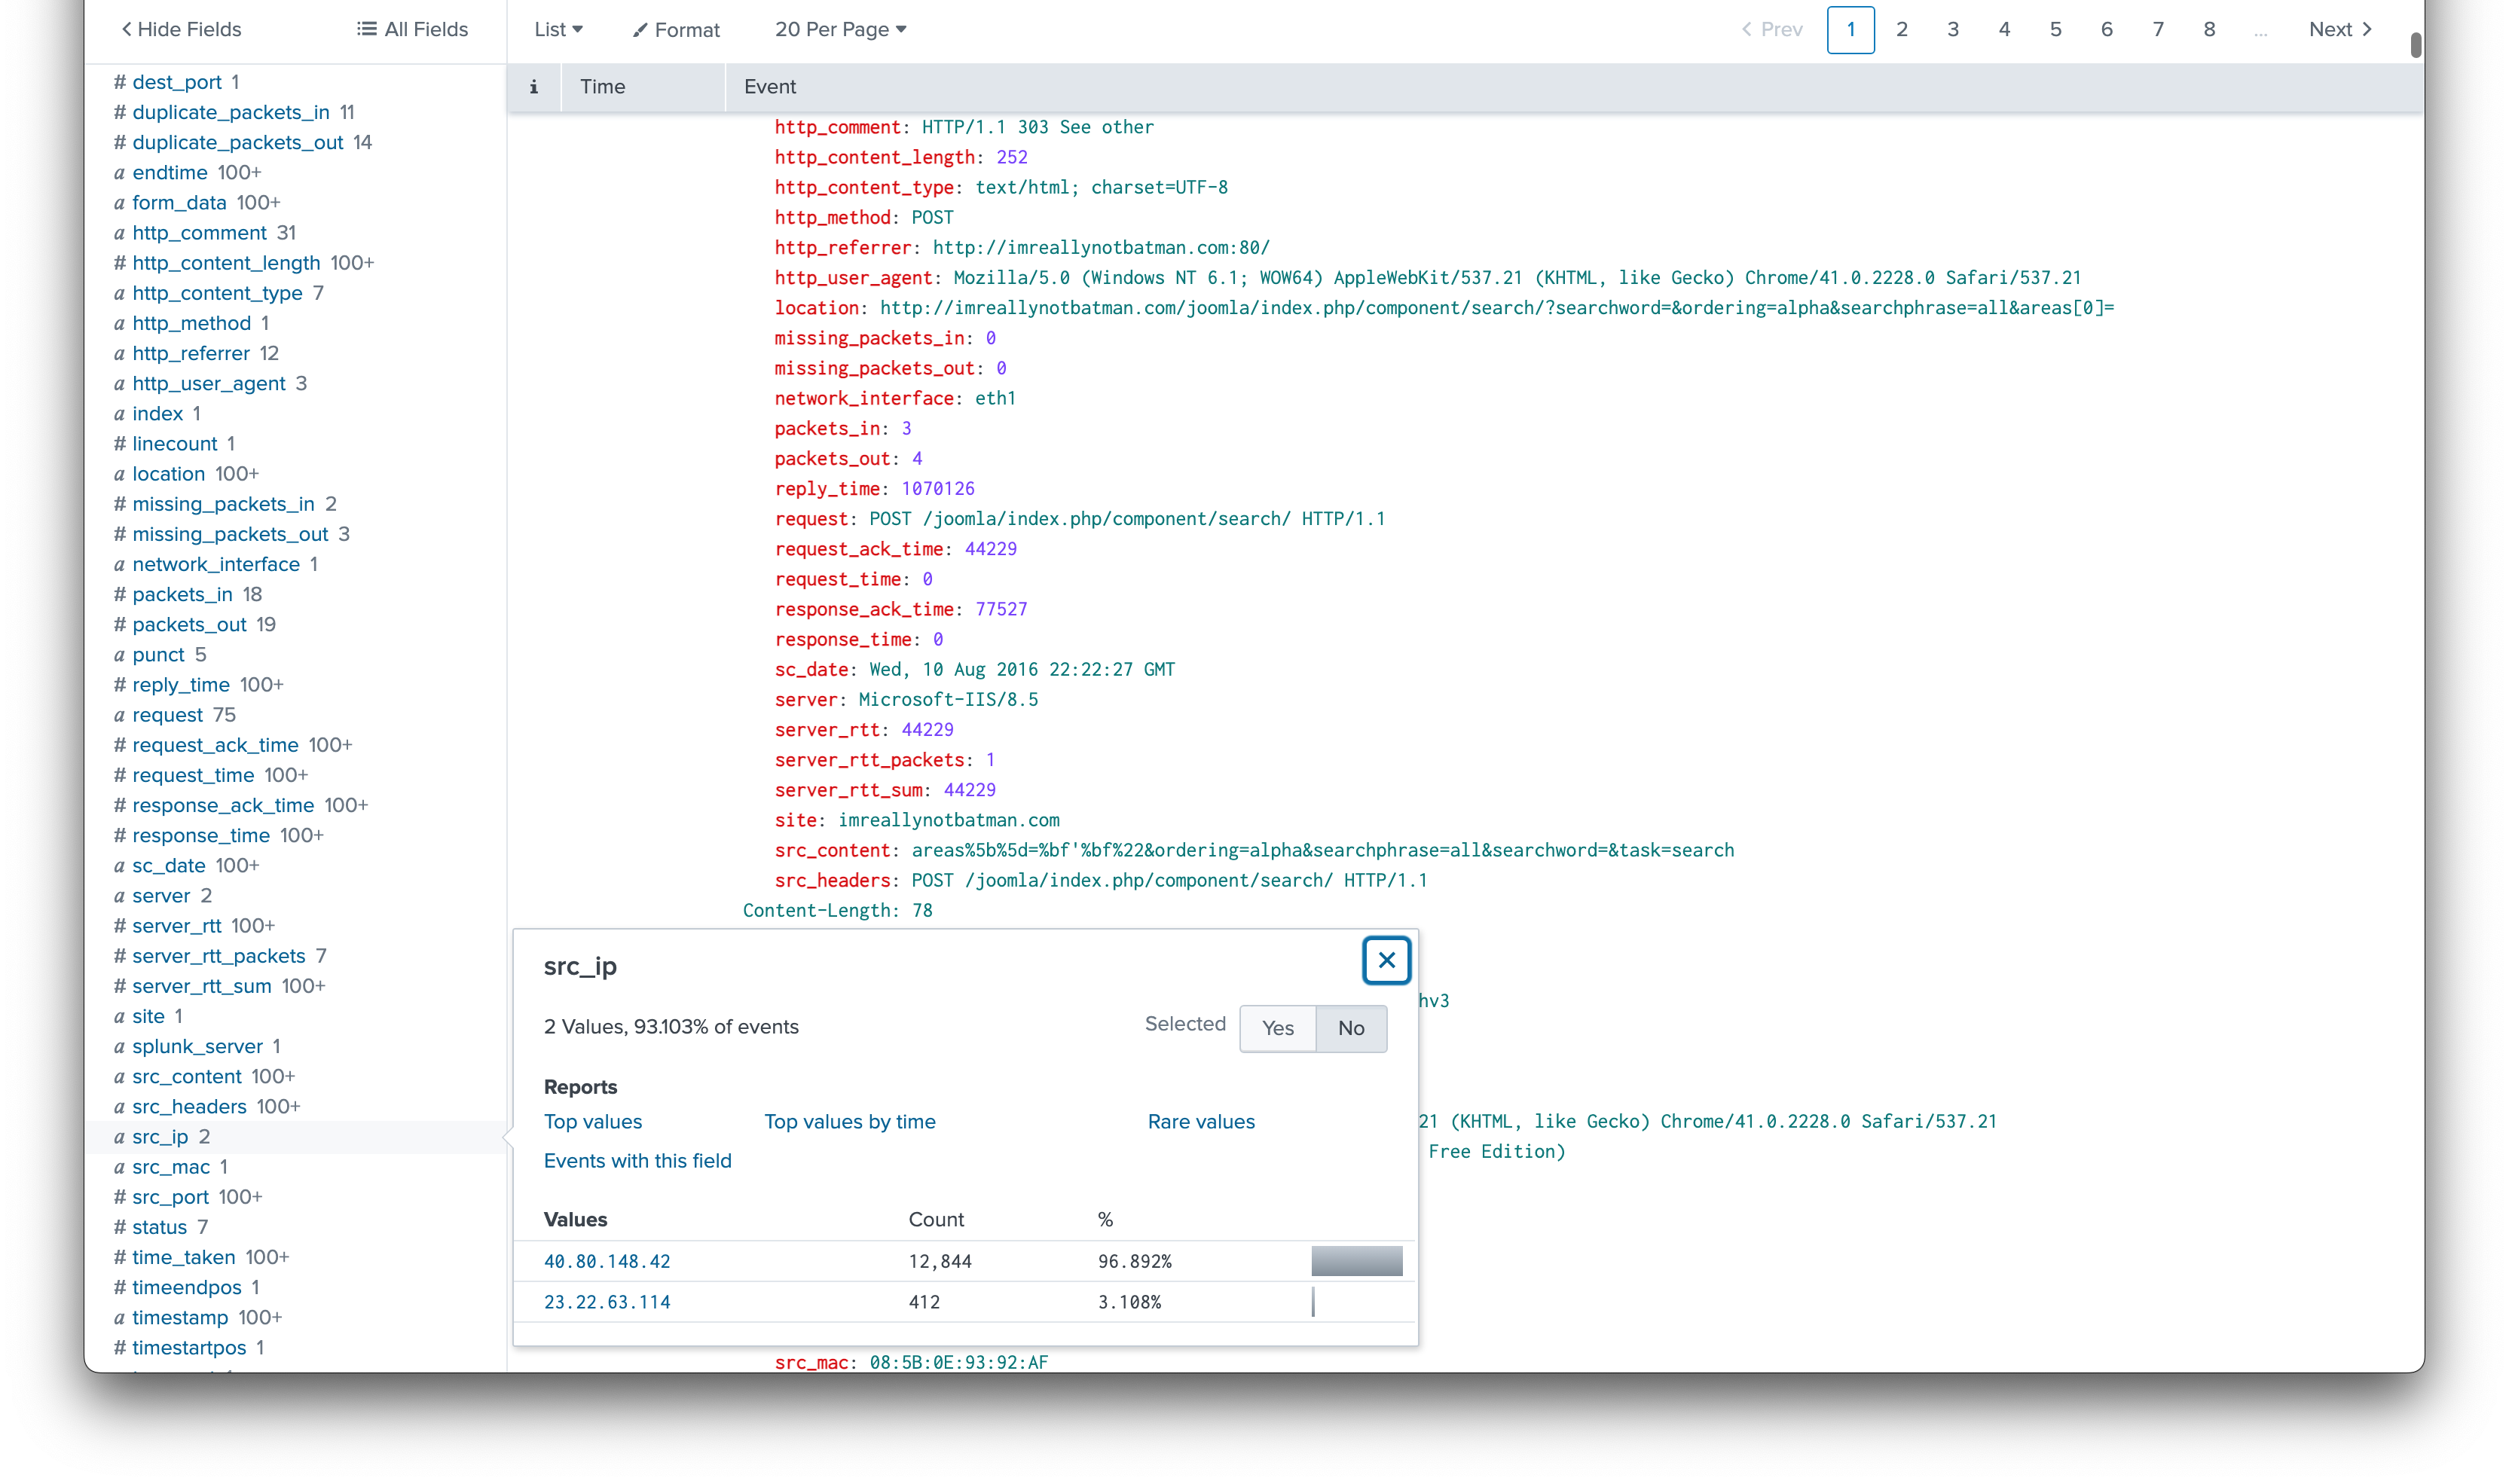 Hide Fields
All Fields
List
Format
20 Per Page
Prev 1 2 3 4 5 6 7 8 ... Next
i Time Event
# dest_port 1
# duplicate_packets_in 11
# duplicate_packets_out 14
a endtime 100+
a form_data 100+
a http_comment 31
# http_content_length 100+
a http_content_type 7
a http_method 1
a http_referrer 12
a http_user_agent 3
a index 1
# linecount 1
a location 100+
# missing_packets_in 2
# missing_packets_out 3
a network_interface 1
# packets_in 18
# packets_out 19
a punct 5
# reply_time 100+
a request 75
# request_ack_time 100+
# request_time 100+
# response_ack_time 100+
# response_time 100+
a sc_date 100+
a server 2
# server_rtt 100+
# server_rtt_packets 7
# server_rtt_sum 100+
a site 1
a splunk_server 1
a src_content 100+
a src_headers 100+
a src_ip 2
a src_mac 1
# src_port 100+
# status 7
# time_taken 100+
# timeendpos 1
a timestamp 100+
# timestartpos 1
http_comment: HTTP/1.1 303 See other
http_content_length: 252
http_content_type: text/html; charset=UTF-8
http_method: POST
http_referrer: http://imreallynotbatman.com:80/
http_user_agent: Mozilla/5.0 (Windows NT 6.1; WOW64) AppleWebKit/537.21 (KHTML, like Gecko) Chrome/41.0.2228.0 Safari/537.21
location: http://imreallynotbatman.com/joomla/index.php/component/search/?searchword=&ordering=alpha&searchphrase=all&areas[0]=
missing_packets_in: 0
missing_packets_out: 0
network_interface: eth1
packets_in: 3
packets_out: 4
reply_time: 1070126
request: POST /joomla/index.php/component/search/ HTTP/1.1
request_ack_time: 44229
request_time: 0
response_ack_time: 77527
response_time: 0
sc_date: Wed, 10 Aug 2016 22:22:27 GMT
server: Microsoft-IIS/8.5
server_rtt: 44229
server_rtt_packets: 1
server_rtt_sum: 44229
site: imreallynotbatman.com
src_content: areas%5b%5d=%bf'%bf%22&ordering=alpha&searchphrase=all&searchword=&task=search
src_headers: POST /joomla/index.php/component/search/ HTTP/1.1
Content-Length: 78
hv3
21 (KHTML, like Gecko) Chrome/41.0.2228.0 Safari/537.21
Free Edition)
src_ip
2 Values, 93.103% of events
Selected Yes No
Reports
Top values Top values by time Rare values
Events with this field
Values Count %
40.80.148.42 12,844 96.892%
23.22.63.114 412 3.108%
src_mac: 08:5B:0E:93:92:AF